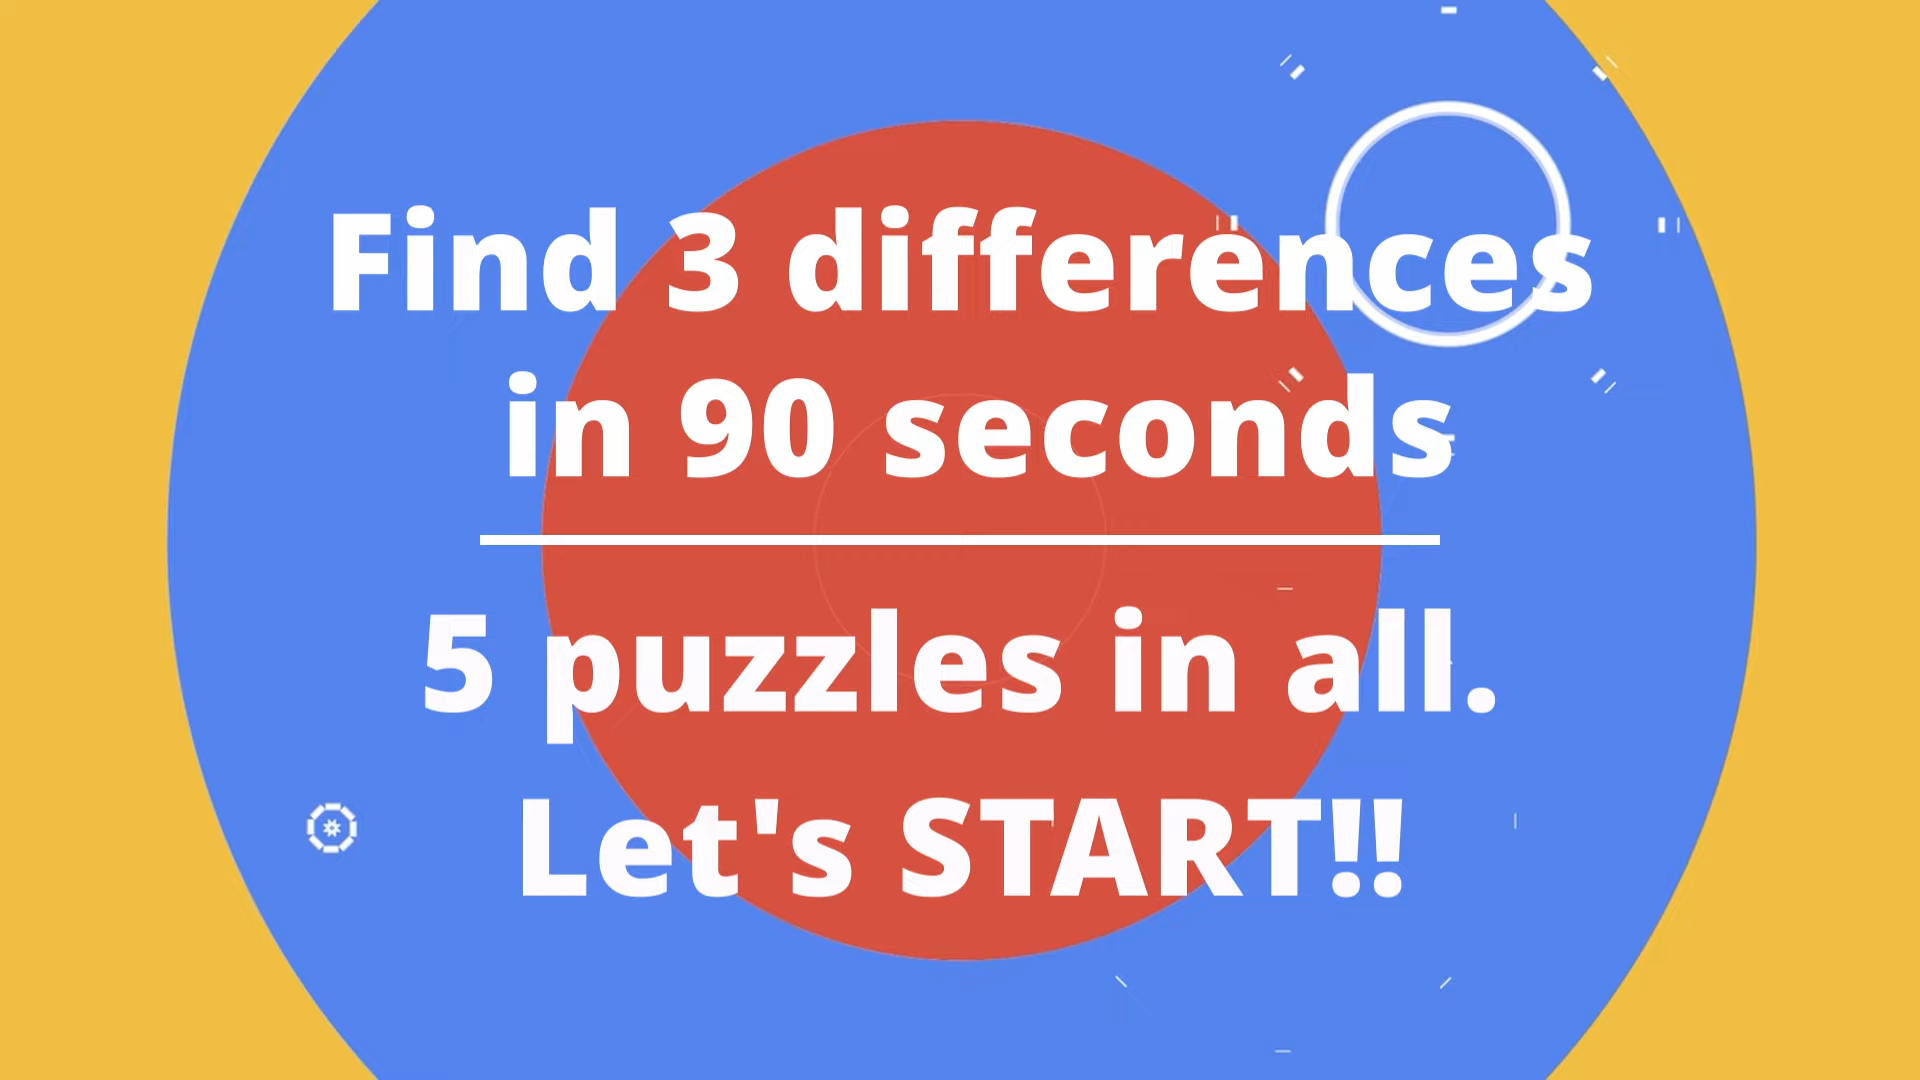 Find 3 differences
in 90 seconds
5 puzzles in all.
Let's START!!